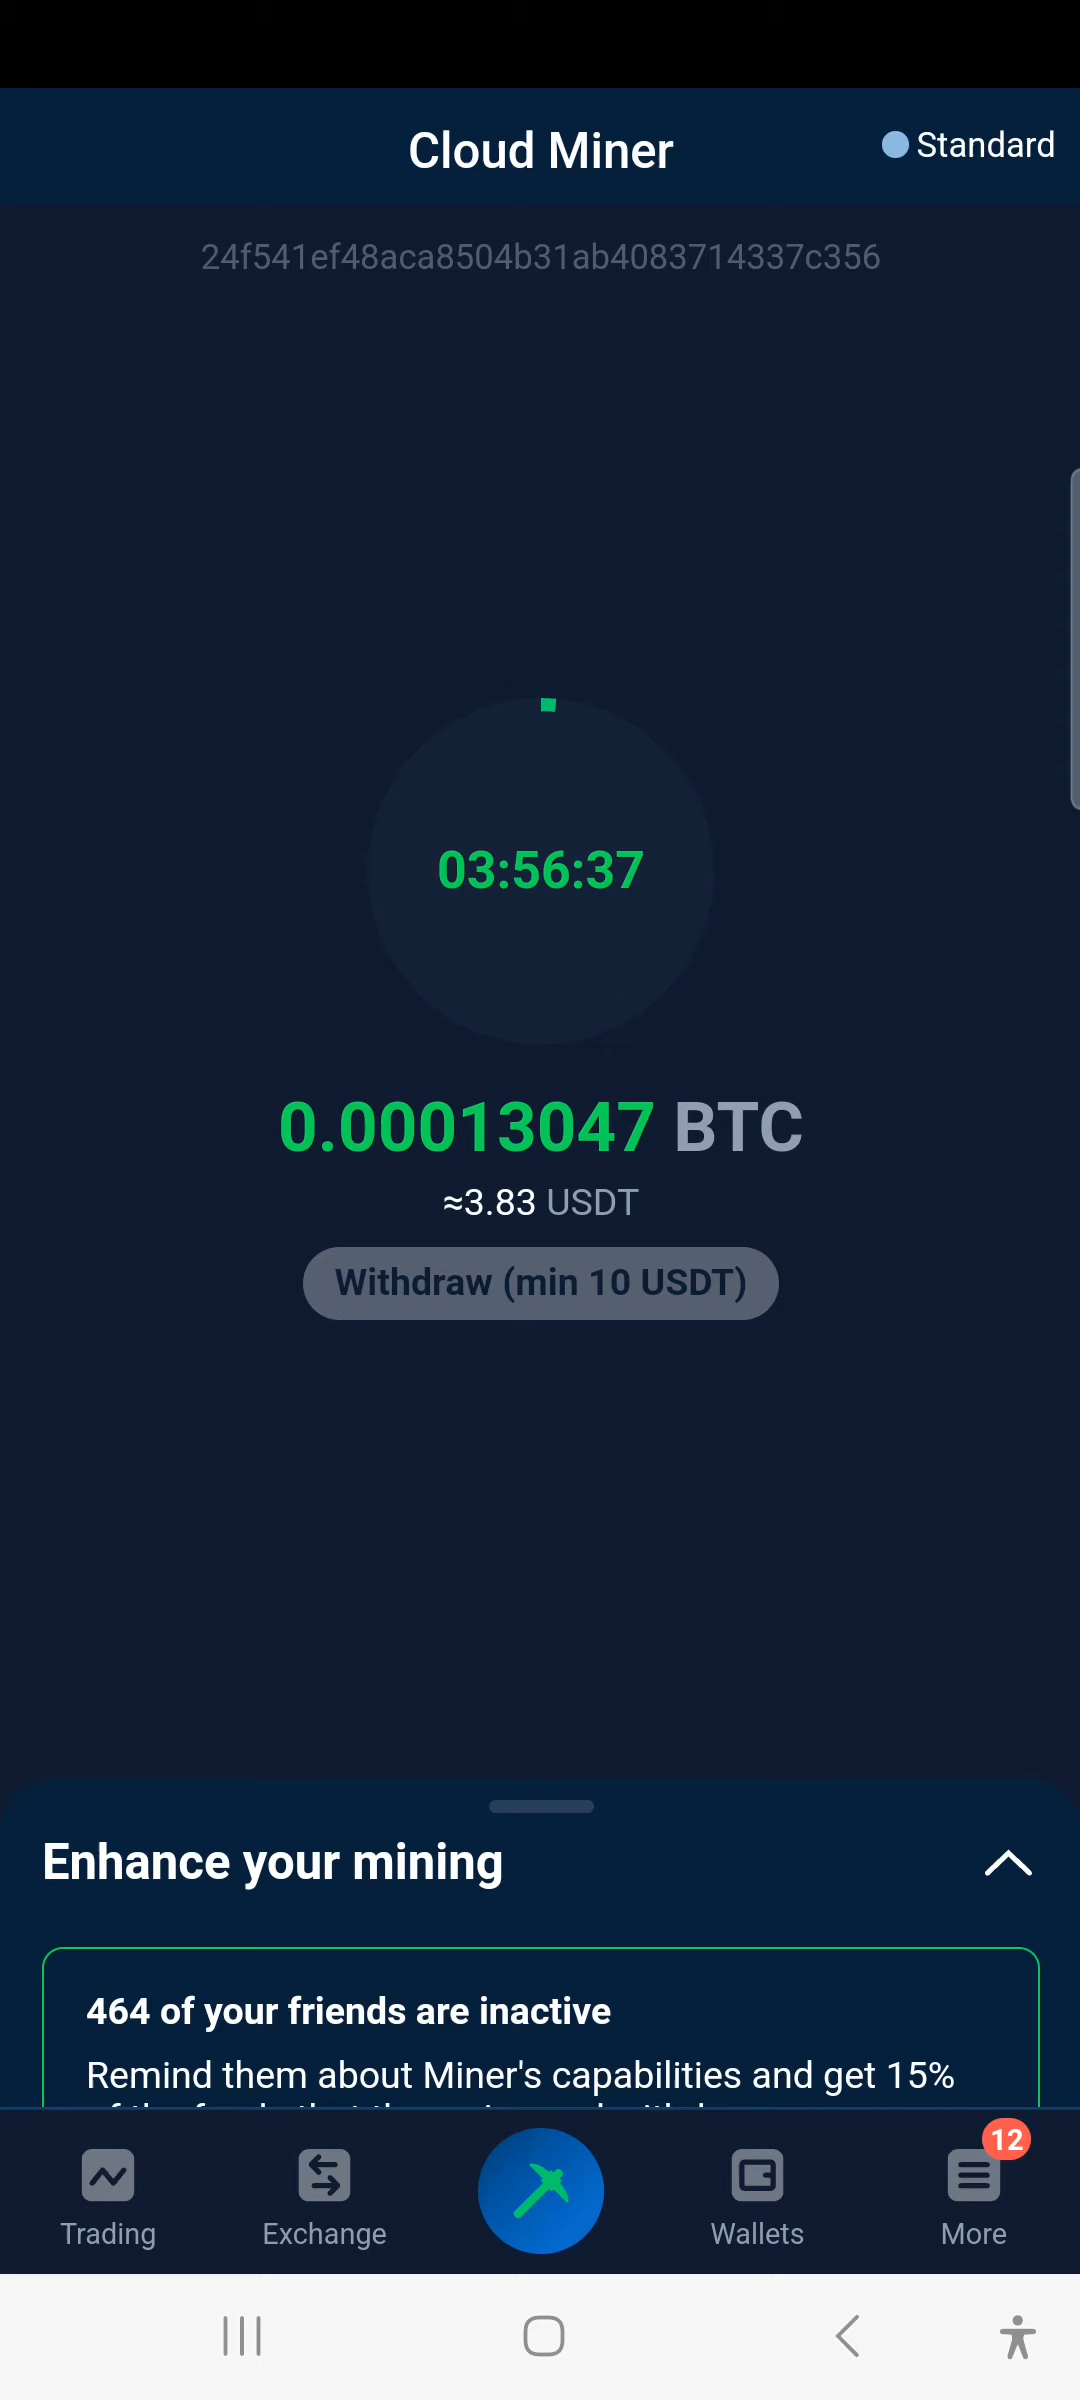 Cloud Miner
Standard
24f541ef48aca8504b31ab4083714337c356
03:56:37
0.00013047 BTC
≈3.83 USDT
Withdraw (min 10 USDT)
Enhance your mining
464 of your friends are inactive
Remind them about Miner's capabilities and get 15%
12
Trading
Exchange
Wallets
More